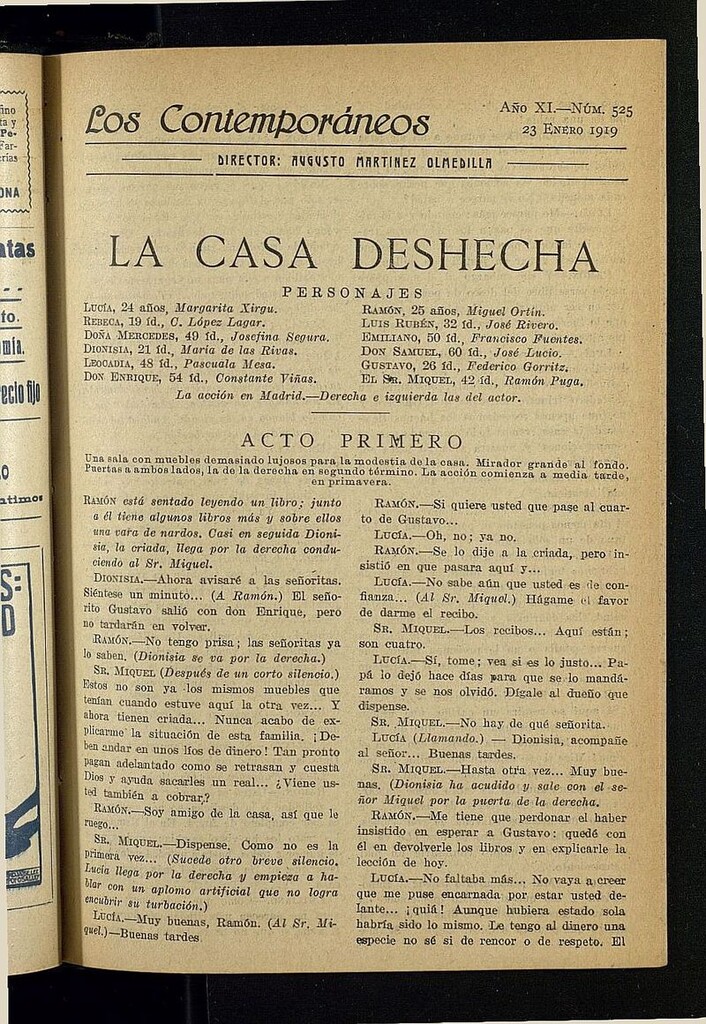 ino
ta y
Pe-
Far-
erias
ONA
atas
to.
omía.
recio fijo
atimos
S:
D
Los Contemporáneos
Año XI.—Núm. 525
23 Enero 1919
DIRECTOR: AUGUSTO MARTINEZ OLMEDILLA
LA CASA DESHECHA
PERSONAJES
Lucía, 24 años, Margarita Xirgu.
Rebeca, 19 íd., C. López Lagar.
Doña Mercedes, 49 íd., Josefina Segura.
Dionisia, 21 íd., María de las Rivas.
Leocadia, 48 íd., Pascuala Mesa.
Don Enrique, 54 íd., Constante Viñas.
Ramón, 25 años, Miguel Ortín.
Luis Rubén, 32 íd., José Rivero.
Emiliano, 50 íd., Francisco Fuentes.
Don Samuel, 60 íd., José Lucio.
Gustavo, 26 íd., Federico Gorritz.
El Sr. Miquel, 42 íd., Ramón Puga.
La acción en Madrid.—Derecha e izquierda las del actor.
ACTO PRIMERO
Una sala con muebles demasiado lujosos para la modestia de la casa. Mirador grande al fondo.
Puertas a ambos lados, la de la derecha en segundo término. La acción comienza a media tarde,
en primavera.
Ramón está sentado leyendo un libro; junto
a él tiene algunos libros más y sobre ellos
una vara de nardos. Casi en seguida Dioni-
sia, la criada, llega por la derecha condu-
ciendo al Sr. Miquel.
Dionisia.—Ahora avisaré a las señoritas.
Siéntese un minuto... (A Ramón.) El seño-
rito Gustavo salió con don Enrique, pero
no tardarán en volver.
Ramón.—No tengo prisa; las señoritas ya
lo saben. (Dionisia se va por la derecha.)
Sr. Miquel (Después de un corto silencio.)
Estos no son ya los mismos muebles que
tenían cuando estuve aquí la otra vez... Y
ahora tienen criada... Nunca acabo de ex-
plicarme la situación de esta familia. ¡De-
ben andar en unos líos de dinero! Tan pronto
pagan adelantado como se retrasan y cuesta
Dios y ayuda sacarles un real... ¿Viene us-
ted también a cobrar?
Ramón.—Soy amigo de la casa, así que le
ruego...
Sr. Miquel.—Dispense. Como no es la
primera vez... (Sucede otro breve silencio.
Lucía llega por la derecha y empieza a ha-
blar con un aplomo artificial que no logra
encubrir su turbación.)
Lucía.—Muy buenas, Ramón. (Al Sr. Mi-
quel.)—Buenas tardes.
Ramón.—Si quiere usted que pase al cuar-
to de Gustavo...
Lucía.—Oh, no; ya no.
Ramón.—Se lo dije a la criada, pero in-
sistió en que pasara aquí y...
Lucía.—No sabe aún que usted es de con-
fianza... (Al Sr. Miquel.) Hágame el favor
de darme el recibo.
Sr. Miquel.—Los recibos... Aquí están;
son cuatro.
Lucía.—Sí, tome; vea si es lo justo... Pa-
pá lo dejó hace días para que se lo mandá-
ramos y se nos olvidó. Dígale al dueño que
dispense.
Sr. Miquel.—No hay de qué señorita.
Lucía (Llamando.) — Dionisia, acompañe
al señor... Buenas tardes.
Sr. Miquel.—Hasta otra vez... Muy bue-
nas. (Dionisia ha acudido y sale con el se-
ñor Miquel por la puerta de la derecha.
Ramón.—Me tiene que perdonar el haber
insistido en esperar a Gustavo: quedé con
él en devolverle los libros y en explicarle la
lección de hoy.
Lucía.—No faltaba más... No vaya a creer
que me puse encarnada por estar usted de-
lante... ¡quiá! Aunque hubiera estado sola
habría sido lo mismo. Le tengo al dinero una
especie no sé si de rencor o de respeto. El